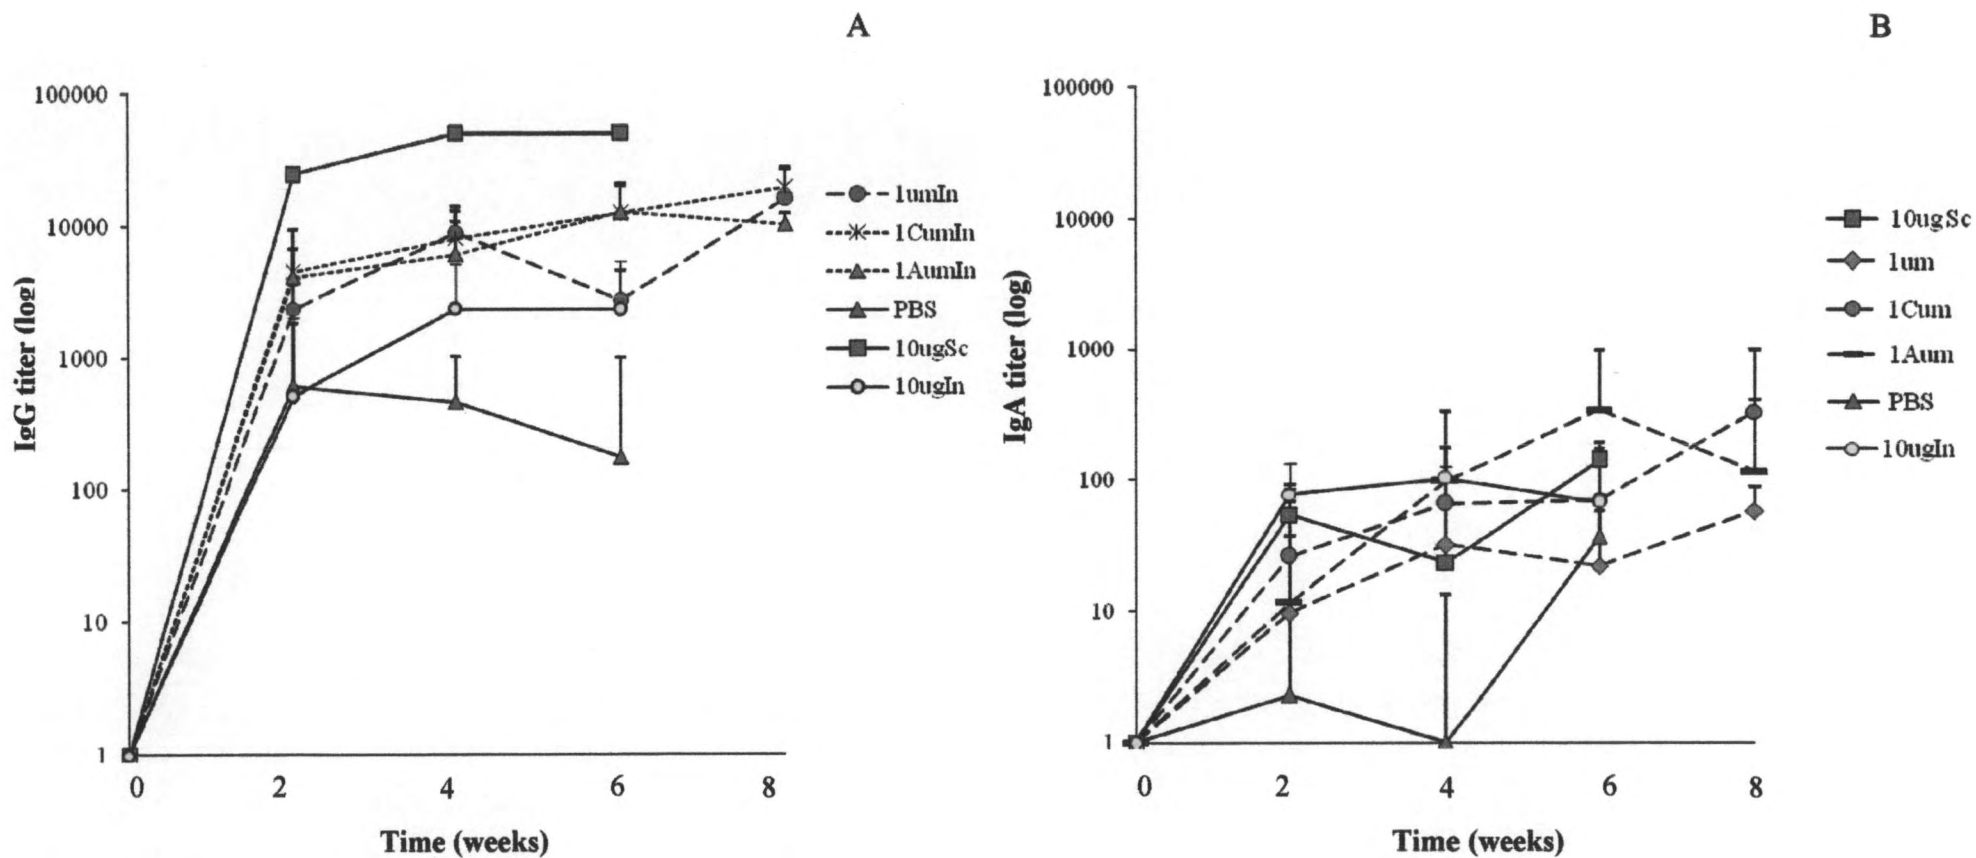 A
100000
10000
1000
100
10
1
IgG titer (log)
0 2 4 6 8
Time (weeks)
1umIn
1CumIn
1AumIn
PBS
10ugSc
10ugIn
B
100000
10000
1000
100
10
1
IgA titer (log)
0 2 4 6 8
Time (weeks)
10ugSc
1um
1Cum
1Aum
PBS
10ugIn